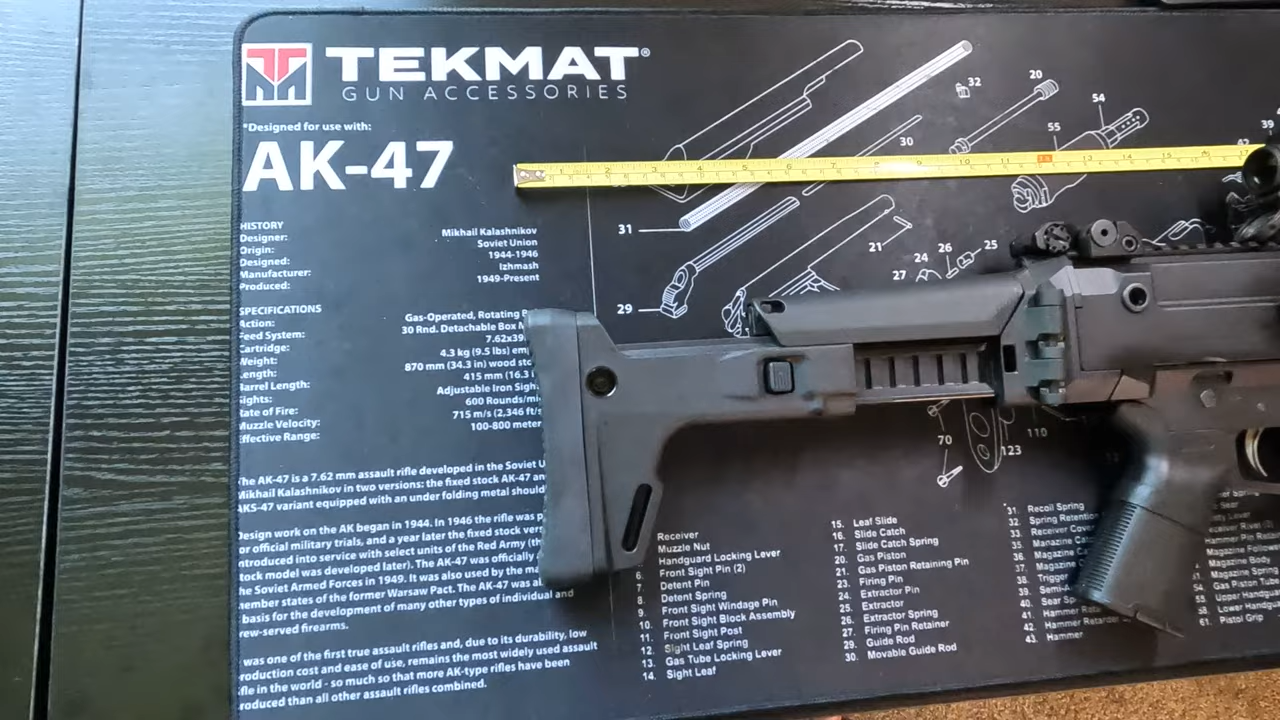 TEKMAT®
GUN ACCESSORIES
*Designed for use with:
AK-47
HISTORY
Designer: Mikhail Kalashnikov
Origin: Soviet Union
Designed: 1944-1946
Manufacturer: Izhmash
Produced: 1949-Present
SPECIFICATIONS
Action: Gas-Operated, Rotating
Feed System: 30 Rnd. Detachable Box
Cartridge: 7.62x39
Weight: 4.3 kg (9.5 lbs)
Length: 870 mm (34.3 in) wood
Barrel Length: 415 mm (16.3
Sights: Adjustable Iron
Rate of Fire: 600
Muzzle Velocity: 715 m/s (2,346
Effective Range: 100-800
The AK-47 is a 7.62 mm assault rifle developed in the Soviet
Mikhail Kalashnikov in two versions: the fixed stock AK-47
AKS-47 variant equipped with an under folding metal
Design work on the AK began in 1944. In 1946 the rifle was
for official military trials, and a year later the fixed stock
introduced into service with select units of the Red Army
stock model was developed later). The AK-47 was officially
the Soviet Armed Forces in 1949. It was also used by the
member states of the former Warsaw Pact. The AK-47 was
basis for the development of many other types of individual and
crew-served firearms.
was one of the first true assault rifles and, due to its durability, low
production cost and ease of use, remains the most widely used assault
rifle in the world - so much so that more AK-type rifles have been
produced than all other assault rifles combined.
32
20
54
55
39
30
31
21
26
25
24
27
29
70
110
123
Receiver
Muzzle Nut
Handguard Locking Lever
6. Front Sight Pin (2)
7. Detent Pin
8. Detent Spring
9. Front Sight Windage Pin
10. Front Sight Block Assembly
11. Front Sight Post
12. Sight Leaf Spring
13. Gas Tube Locking Lever
14. Sight Leaf
15. Leaf Slide
16. Slide Catch
17. Slide Catch Spring
20. Gas Piston
21. Gas Piston Retaining Pin
23. Firing Pin
24. Extractor Pin
25. Extractor
26. Extractor Spring
27. Firing Pin Retainer
29. Guide Rod
30. Movable Guide Rod
31. Recoil Spring
32. Spring
33. Receiver
35. Magazine
36. Magazine
37. Magazine
38. Trigger
39.
40. Sear
41. Hammer
42. Hammer Retarder
43. Hammer
Magazine Body
Gas Piston Tube
Upper Handguard
Lower Handguard
61. Pistol Grip